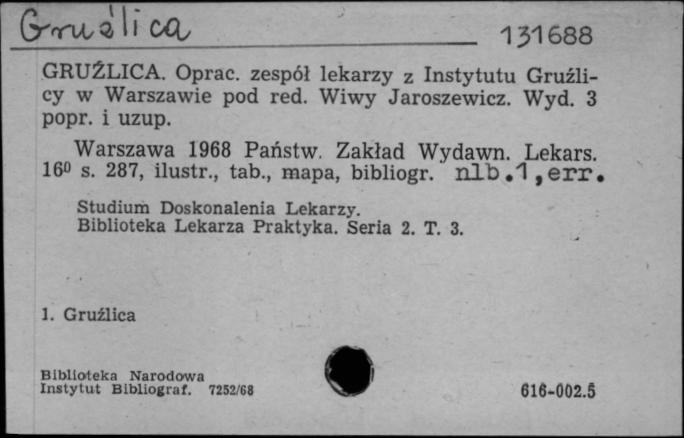 Gruźlica
131688
GRUŹLICA. Oprac. zespół lekarzy z Instytutu Gruźli-
cy w Warszawie pod red. Wiwy Jaroszewicz. Wyd. 3
popr. i uzup.
Warszawa 1968 Państw. Zakład Wydawn. Lekars.
16⁰ s. 287, ilustr., tab., mapa, bibliogr. nlb.1,err.
Studium Doskonalenia Lekarzy.
Biblioteka Lekarza Praktyka. Seria 2. T. 3.
1. Gruźlica
Biblioteka Narodowa
Instytut Bibliograf. 7252/68
616-002.5